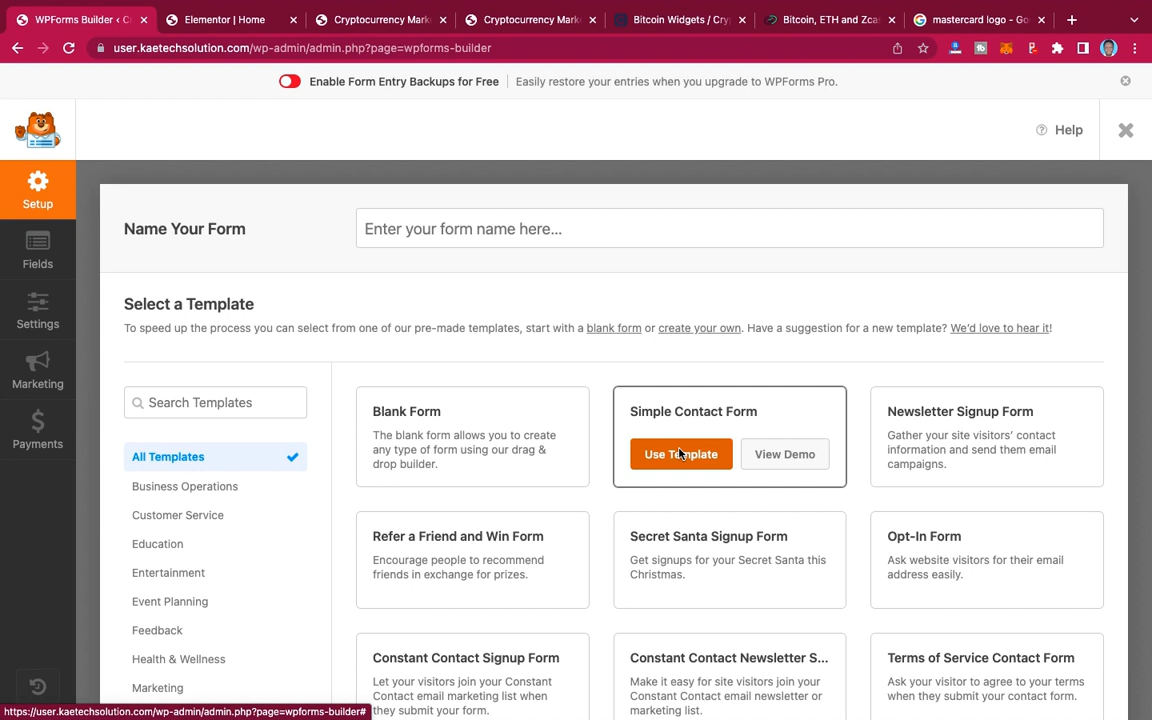 WPForms Builder ‹ C
Elementor | Home
Cryptocurrency Mark
Cryptocurrency Mark
Bitcoin Widgets / Cry
Bitcoin, ETH and Zcas
mastercard logo - Go
user.kaetechsolution.com/wp-admin/admin.php?page=wpforms-builder
Enable Form Entry Backups for Free
Easily restore your entries when you upgrade to WPForms Pro.
Help
Setup
Fields
Settings
Marketing
Payments
Name Your Form
Enter your form name here...
Select a Template
To speed up the process you can select from one of our pre-made templates, start with a blank form or create your own. Have a suggestion for a new template? We'd love to hear it!
Search Templates
All Templates
Business Operations
Customer Service
Education
Entertainment
Event Planning
Feedback
Health & Wellness
Marketing
Blank Form
The blank form allows you to create
any type of form using our drag &
drop builder.
Simple Contact Form
Use Template
View Demo
Newsletter Signup Form
Gather your site visitors' contact
information and send them email
campaigns.
Refer a Friend and Win Form
Encourage people to recommend
friends in exchange for prizes.
Secret Santa Signup Form
Get signups for your Secret Santa this
Christmas.
Opt-In Form
Ask website visitors for their email
address easily.
Constant Contact Signup Form
Let your visitors join your Constant
Contact email marketing list when
they submit your form.
Constant Contact Newsletter S...
Make it easy for site visitors join your
Constant Contact email newsletter or
marketing list.
Terms of Service Contact Form
Ask your visitor to agree to your terms
when they submit your contact form.
https://user.kaetechsolution.com/wp-admin/admin.php?page=wpforms-builder#